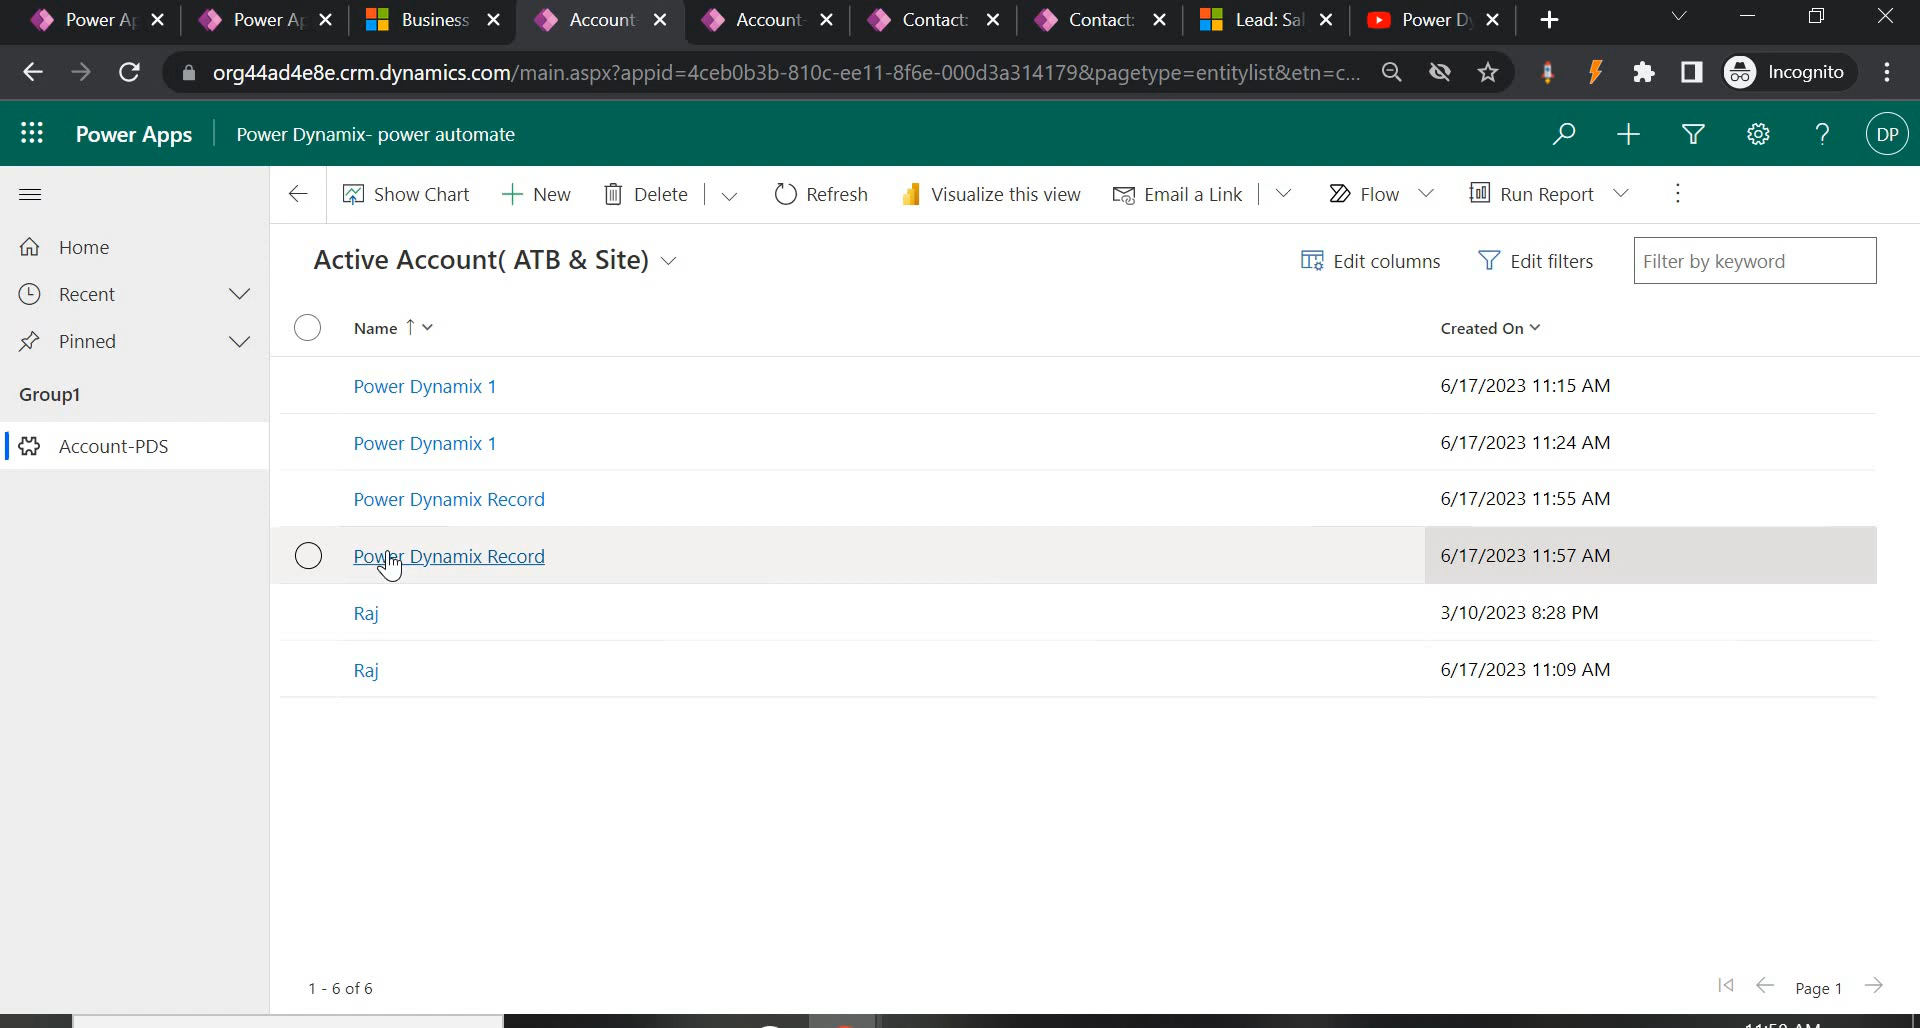 Power A
Power A
Business
Account
Account
Contact:
Contact:
Lead: Sal
Power D
org44ad4e8e.crm.dynamics.com/main.aspx?appid=4ceb0b3b-810c-ee11-8f6e-000d3a314179&pagetype=entitylist&etn=c...
Incognito
Power Apps
Power Dynamix- power automate
DP
Show Chart
New
Delete
Refresh
Visualize this view
Email a Link
Flow
Run Report
Home
Recent
Pinned
Group1
Account-PDS
Active Account( ATB & Site)
Edit columns
Edit filters
Filter by keyword
Name
Created On
Power Dynamix 1
6/17/2023 11:15 AM
Power Dynamix 1
6/17/2023 11:24 AM
Power Dynamix Record
6/17/2023 11:55 AM
Power Dynamix Record
6/17/2023 11:57 AM
Raj
3/10/2023 8:28 PM
Raj
6/17/2023 11:09 AM
1 - 6 of 6
Page 1